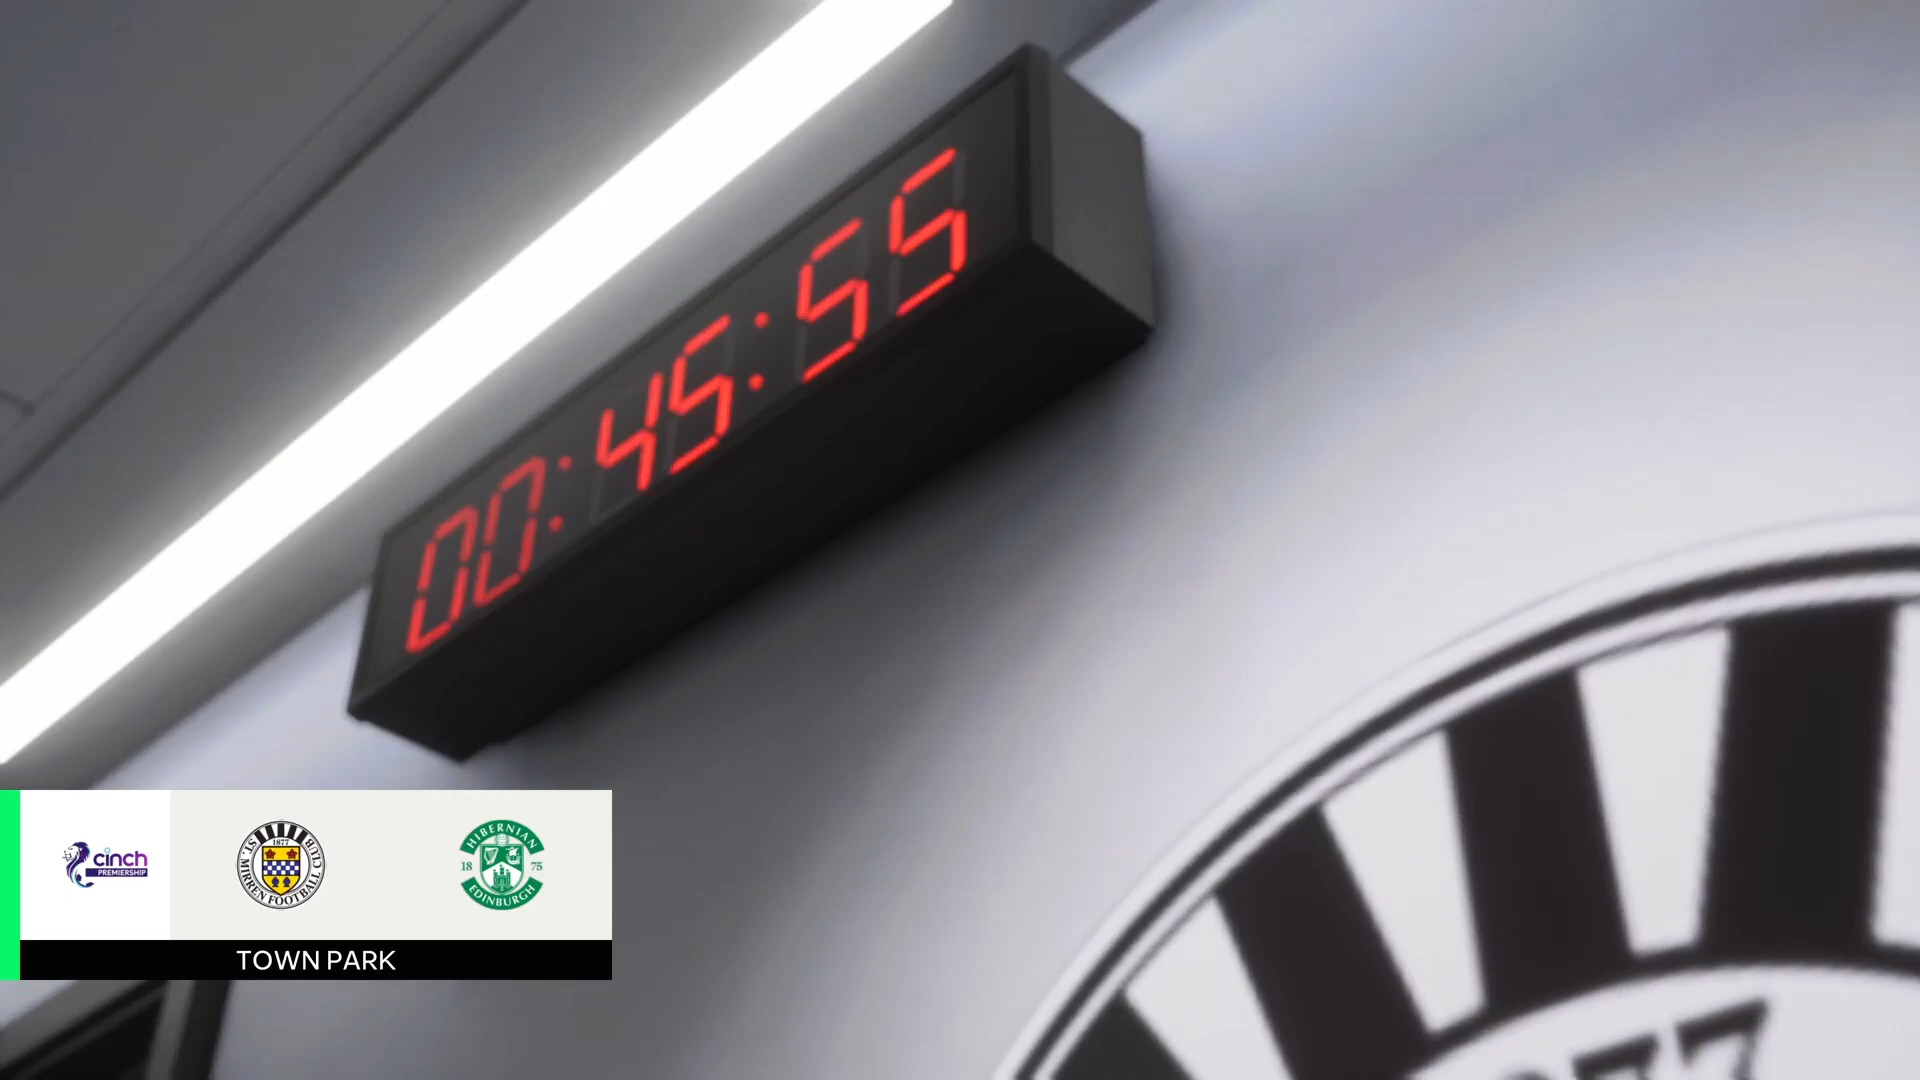 00:45:55
cinch
PREMIERSHIP
1877
ST. MIRREN FOOTBALL CLUB
HIBERNIAN
18 75
EDINBURGH
TOWN PARK